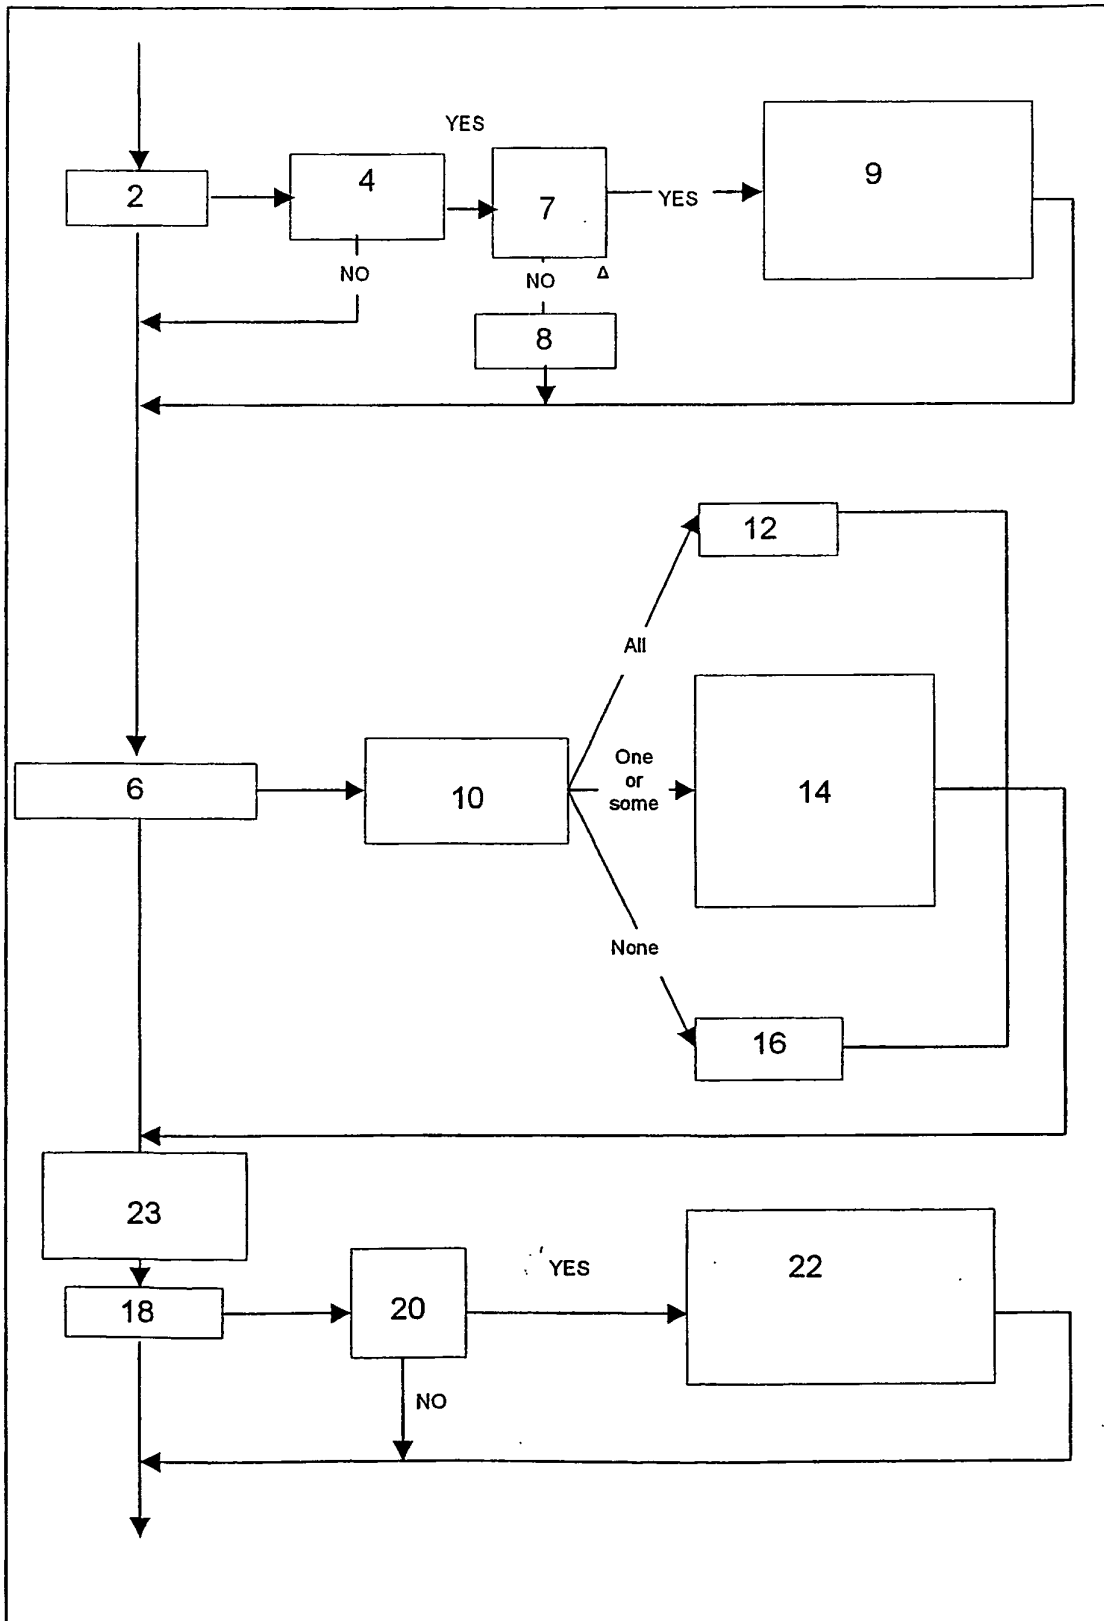 YES
2
4
7
YES
9
NO
NO
Δ
8
12
All
6
10
One
or
some
14
None
16
23
18
20
YES
22
NO